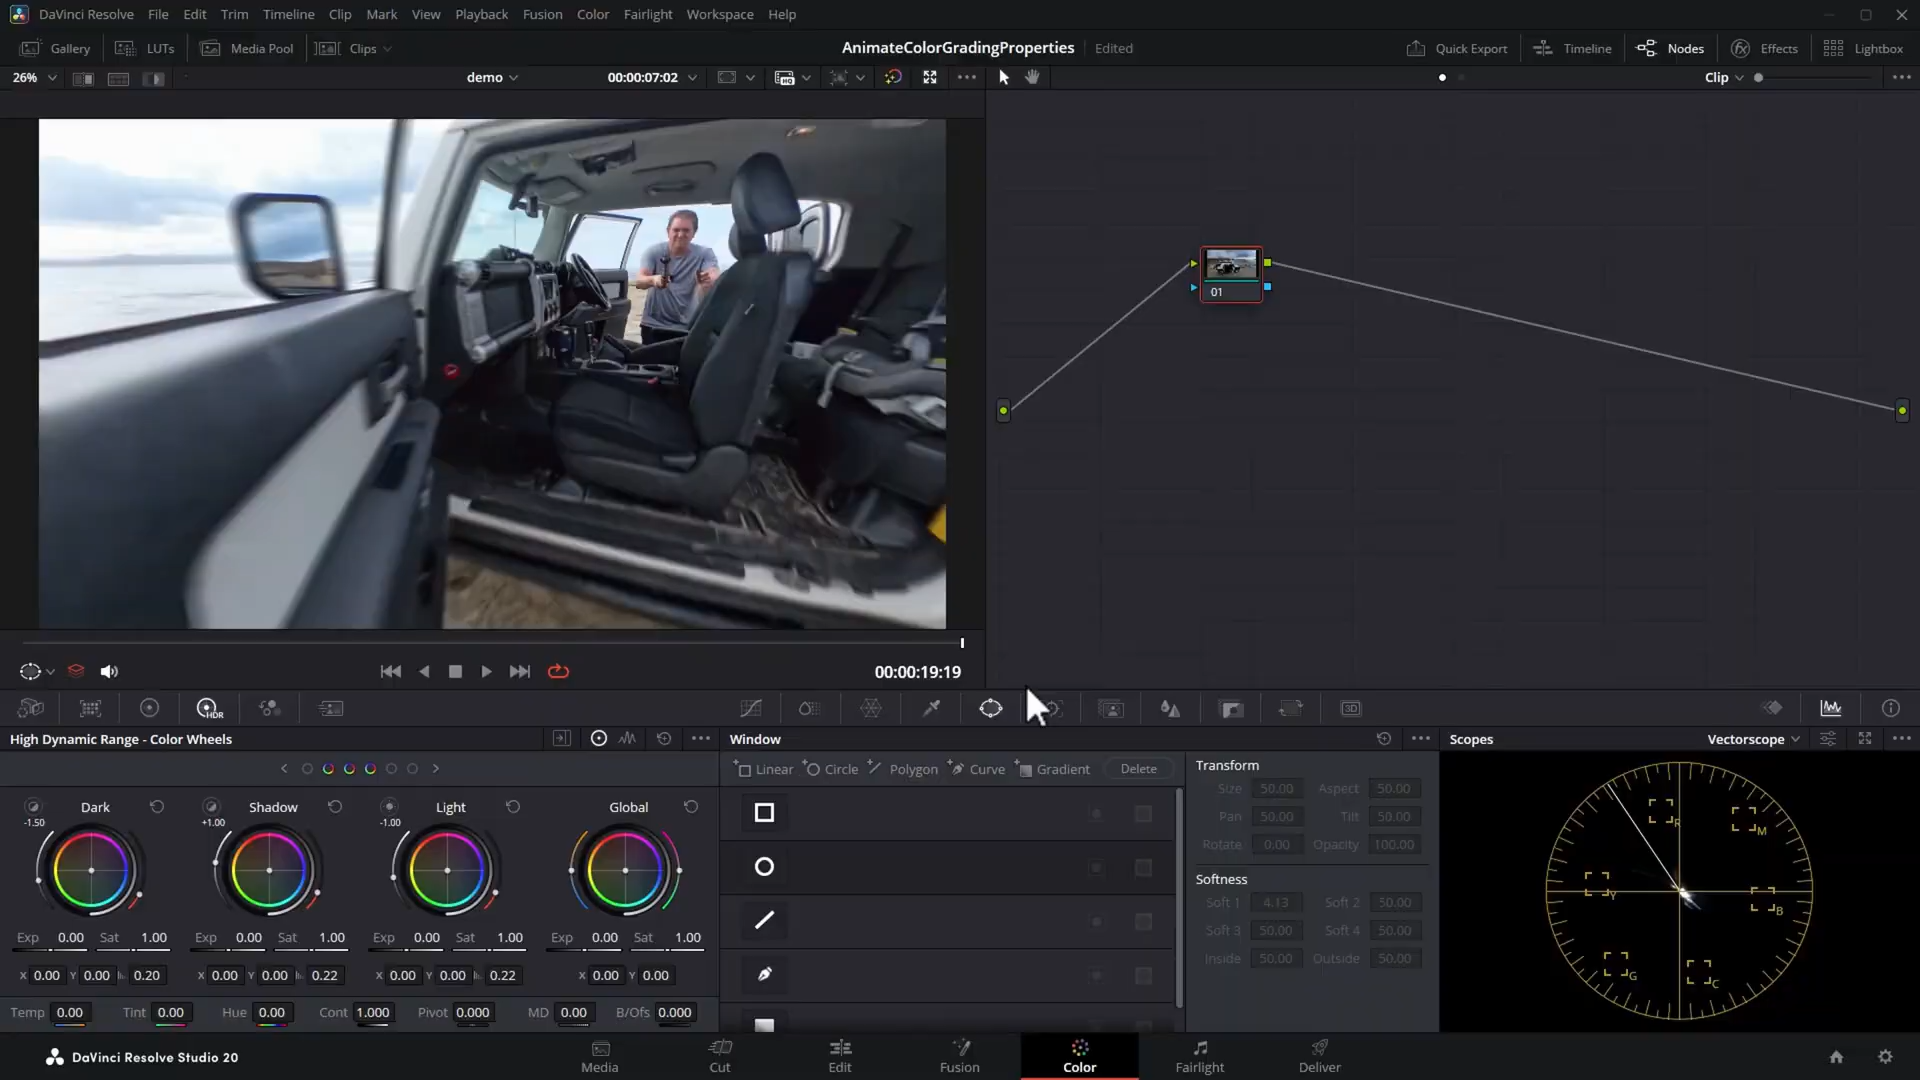 DaVinci Resolve File Edit Trim Timeline Clip Mark View Playback Fusion Color Fairlight Workspace Help
Gallery LUTs Media Pool Clips AnimateColorGradingProperties Edited Quick Export Timeline Nodes Effects Lightbox
26% demo 00:00:07:02 HQ Clip
01
00:00:19:19
HDR 3D
High Dynamic Range - Color Wheels Window Scopes Vectorscope
Linear Circle Polygon Curve Gradient Delete Transform
Size 50.00 Aspect 50.00
Dark Shadow Light Global
-1.50 +1.00 -1.00
Pan 50.00 Tilt 50.00
Rotate 0.00 Opacity 100.00
Softness
Soft 1 4.13 Soft 2 50.00
Soft 3 50.00 Soft 4 50.00
Inside 50.00 Outside 50.00
R M Y B G C
Exp 0.00 Sat 1.00 Exp 0.00 Sat 1.00 Exp 0.00 Sat 1.00 Exp 0.00 Sat 1.00
X 0.00 Y 0.00 0.20 X 0.00 Y 0.00 0.22 X 0.00 Y 0.00 0.22 X 0.00 Y 0.00
Temp 0.00 Tint 0.00 Hue 0.00 Cont 1.000 Pivot 0.000 MD 0.00 B/Ofs 0.000
DaVinci Resolve Studio 20 Media Cut Edit Fusion Color Fairlight Deliver